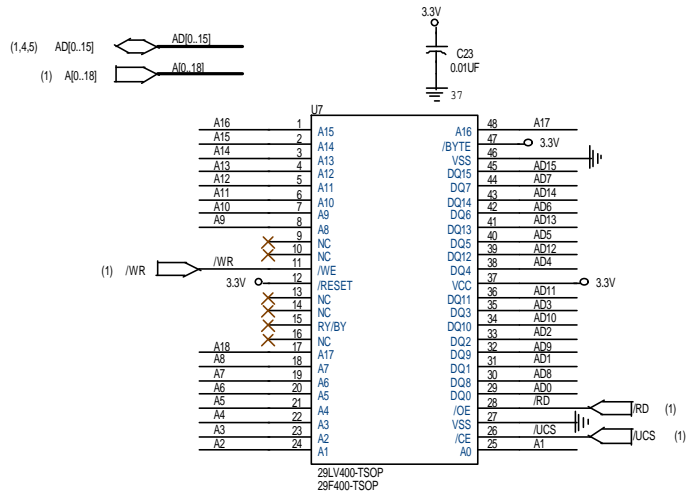 3.3V
(1,4,5) AD[0..15] AD[0..15]
(1) A[0..18] A[0..18]
C23
0.01UF
37
U7
A16 1 A15 A16 48 A17
A15 2 A14 /BYTE 47 3.3V
A14 3 A13 VSS 46
A13 4 A12 DQ15 45 AD15
A12 5 A11 DQ7 44 AD7
A11 6 A10 DQ14 43 AD14
A10 7 A9 DQ6 42 AD6
A9 8 A8 DQ13 41 AD13
9 NC DQ5 40 AD5
10 NC DQ12 39 AD12
(1) /WR /WR 11 /WE DQ4 38 AD4
3.3V 12 /RESET VCC 37 3.3V
13 NC DQ11 36 AD11
14 NC DQ3 35 AD3
15 RY/BY DQ10 34 AD10
16 NC DQ2 33 AD2
A18 17 A17 DQ9 32 AD9
A8 18 A7 DQ1 31 AD1
A7 19 A6 DQ8 30 AD8
A6 20 A5 DQ0 29 AD0
A5 21 A4 /OE 28 /RD /RD (1)
A4 22 A3 VSS 27
A3 23 A2 /CE 26 /UCS /UCS (1)
A2 24 A1 A0 25 A1
29LV400-TSOP
29F400-TSOP